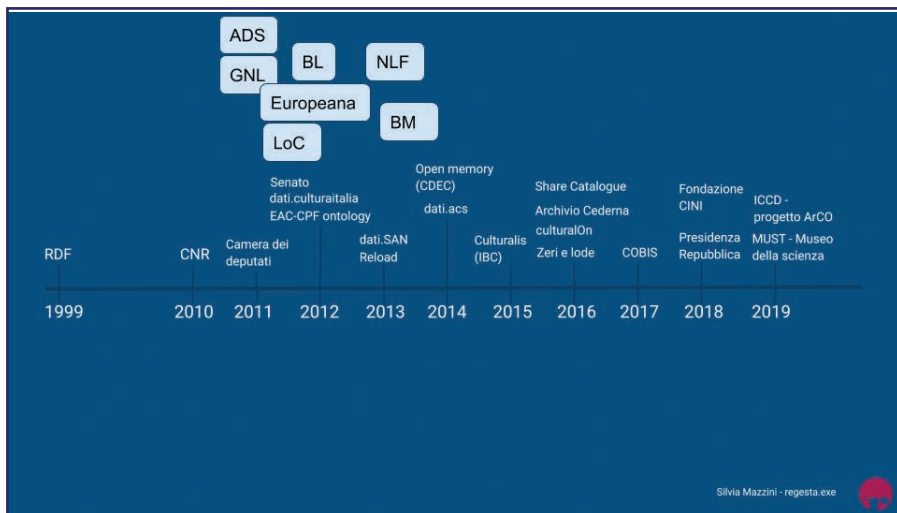 ADS
GNL
BL
NLF
Europeana
BM
LoC
Senato
dati.culturaitalia
EAC-CPF ontology
Open memory
(CDEC)
dati.acs
Share Catalogue
Archivio Cederna
culturalOn
Zeri e lode
Fondazione
CINI
Presidenza
Repubblica
ICCD -
progetto ArCO
MUST - Museo
della scienza
RDF
CNR
Camera dei
deputati
dati.SAN
Reload
Culturalis
(IBC)
COBIS
1999
2010
2011
2012
2013
2014
2015
2016
2017
2018
2019
Silvia Mazzini - regesta.exe